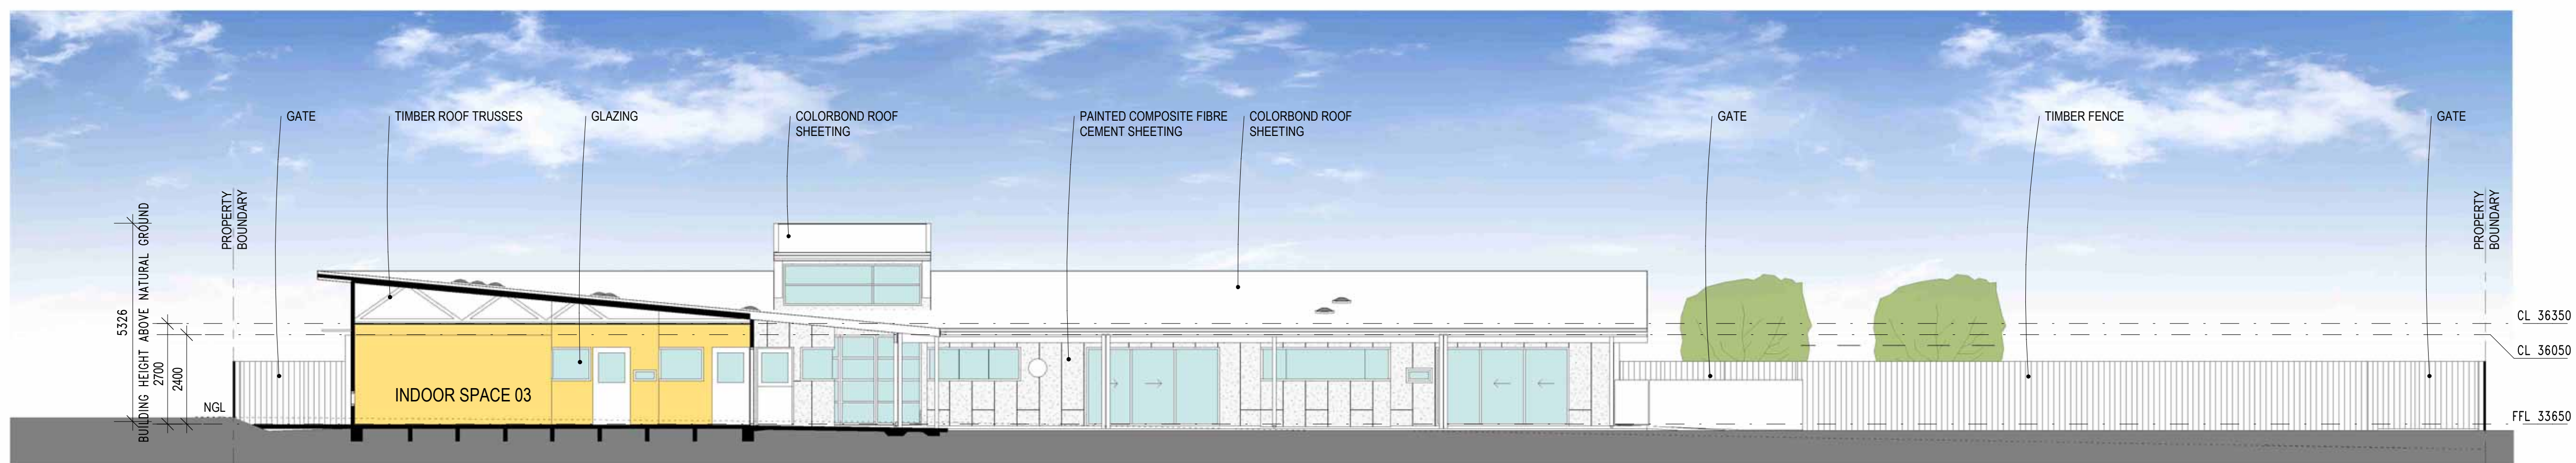 GATE
TIMBER ROOF TRUSSES
GLAZING
COLORBOND ROOF
SHEETING
PAINTED COMPOSITE FIBRE
CEMENT SHEETING
COLORBOND ROOF
SHEETING
GATE
TIMBER FENCE
GATE
5326
BUILDING HEIGHT ABOVE NATURAL GROUND
2700
2400
PROPERTY
BOUNDARY
NGL
INDOOR SPACE 03
PROPERTY
BOUNDARY
CL 36350
CL 36050
FFL 33650